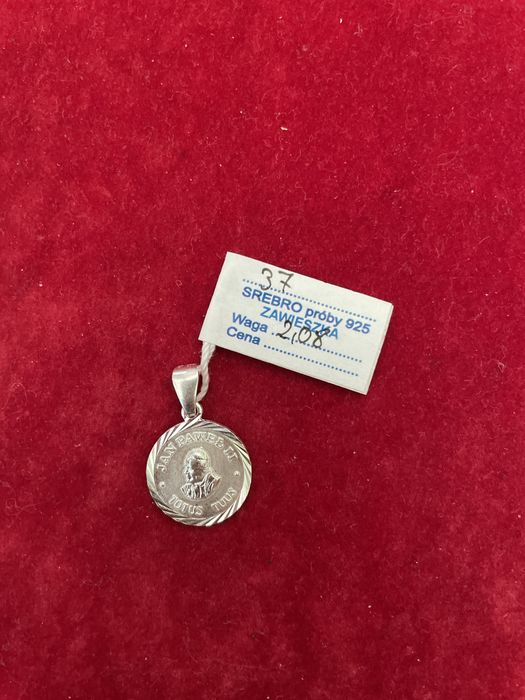 37
SREBRO próby 925
ZAWIESZKA
Waga 2,08
Cena
JAN PAWEŁ II
TOTUS TUUS